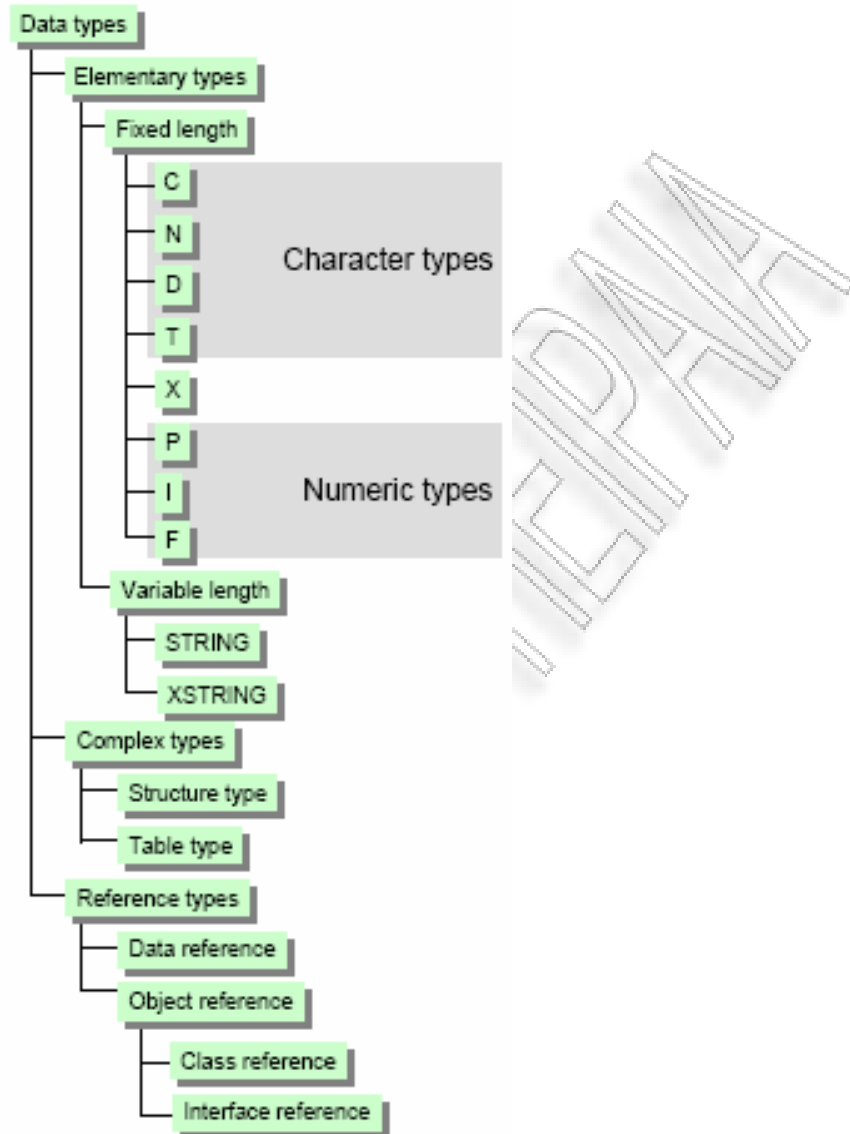 Data types
Elementary types
Fixed length
C
N
Character types
D
T
X
P
Numeric types
I
F
Variable length
STRING
XSTRING
Complex types
Structure type
Table type
Reference types
Data reference
Object reference
Class reference
Interface reference